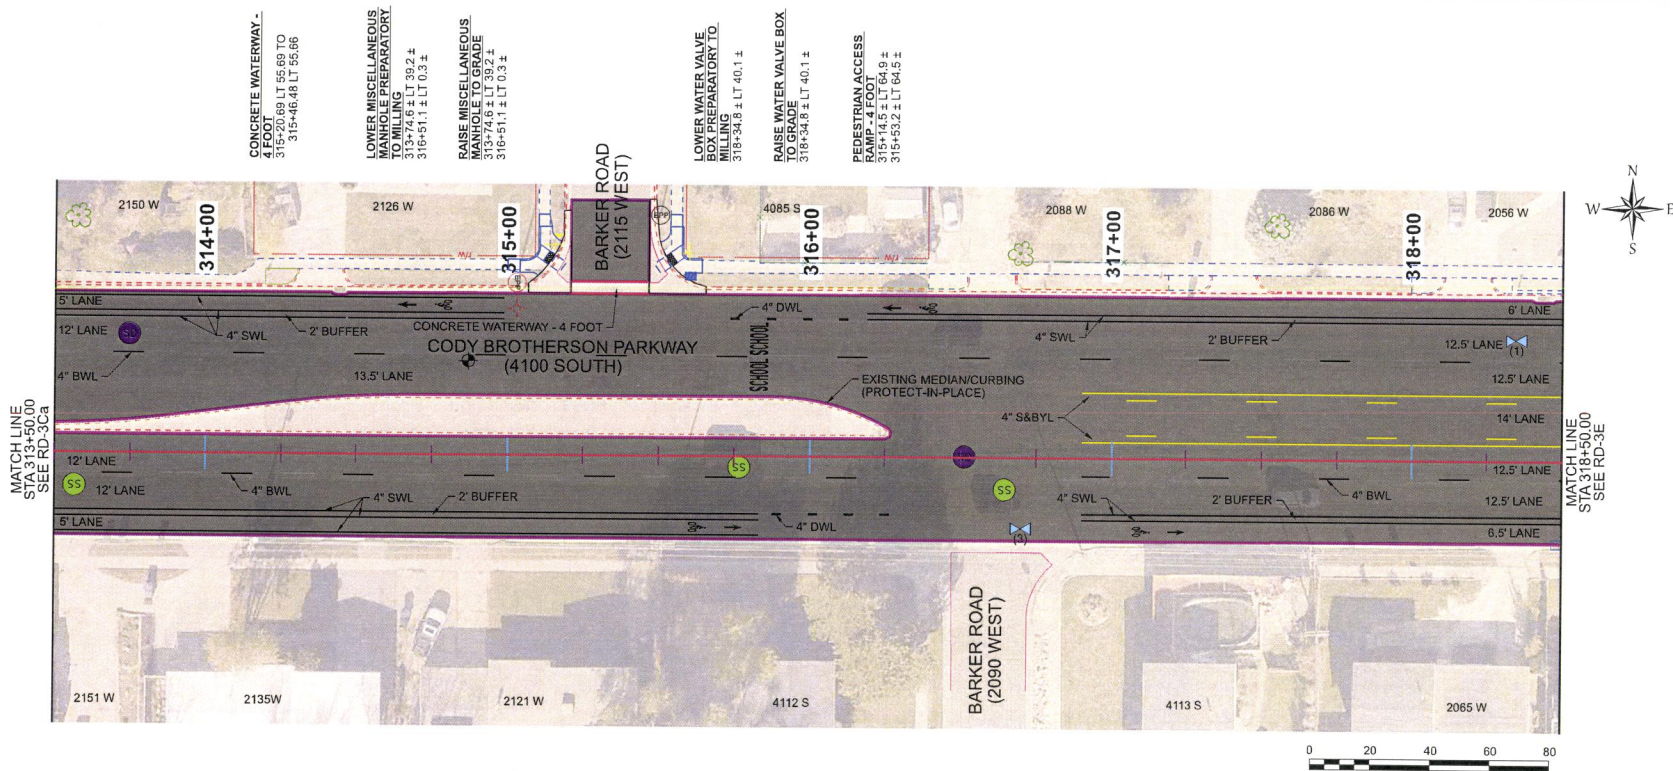 CONCRETE WATERWAY -
4 FOOT
315+20.69 LT 55.69 TO
315+46.48 LT 55.66
LOWER MISCELLANEOUS
MANHOLE PREPARATORY
TO MILLING
313+74.6 ± LT 39.2 ±
316+51.1 ± LT 0.3 ±
RAISE MISCELLANEOUS
MANHOLE TO GRADE
313+74.6 ± LT 39.2 ±
316+51.1 ± LT 0.3 ±
LOWER WATER VALVE
BOX PREPARATORY TO
MILLING
318+34.8 ± LT 40.1 ±
RAISE WATER VALVE BOX
TO GRADE
318+34.8 ± LT 40.1 ±
PEDESTRIAN ACCESS
RAMP - 4 FOOT
315+14.5 ± LT 64.9 ±
315+53.2 ± LT 64.5 ±
N
W
E
S
2150 W
314+00
2126 W
315+00
BARKER ROAD
(2115 WEST)
EPP
4085 S
316+00
2088 W
317+00
2086 W
318+00
2056 W
T/W
T/W
5' LANE
12' LANE
SD
4" SWL
2' BUFFER
4" BWL
13.5' LANE
CONCRETE WATERWAY - 4 FOOT
CODY BROTHERSON PARKWAY
(4100 SOUTH)
4" DWL
SCHOOL SCHOOL
EXISTING MEDIAN/CURBING
(PROTECT-IN-PLACE)
4" SWL
2' BUFFER
6' LANE
12.5' LANE
(1)
12.5' LANE
4" S&BYL
14' LANE
MATCH LINE
STA 313+50.00
SEE RD-3Ca
MATCH LINE
STA 318+50.00
SEE RD-3E
12' LANE
SS
12' LANE
4" BWL
4" SWL
2' BUFFER
5' LANE
SS
4" DWL
SS
(3)
12.5' LANE
4" SWL
2' BUFFER
4" BWL
12.5' LANE
6.5' LANE
2151 W
2135W
2121 W
4112 S
BARKER ROAD
(2090 WEST)
4113 S
2065 W
0 20 40 60 80